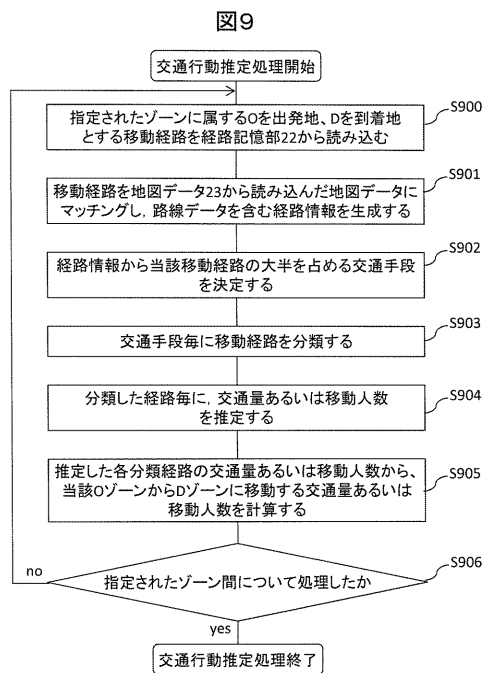 図9
交通行動推定処理開始
指定されたゾーンに属するOを出発地、Dを到着地
とする移動経路を経路記憶部22から読み込む
S900
移動経路を地図データ23から読み込んだ地図データに
マッチングし，路線データを含む経路情報を生成する
S901
経路情報から当該移動経路の大半を占める交通手段
を決定する
S902
交通手段毎に移動経路を分類する
S903
分類した経路毎に，交通量あるいは移動人数
を推定する
S904
推定した各分類経路の交通量あるいは移動人数から、
当該OゾーンからDゾーンに移動する交通量あるいは
移動人数を計算する
S905
指定されたゾーン間について処理したか
S906
no
yes
交通行動推定処理終了